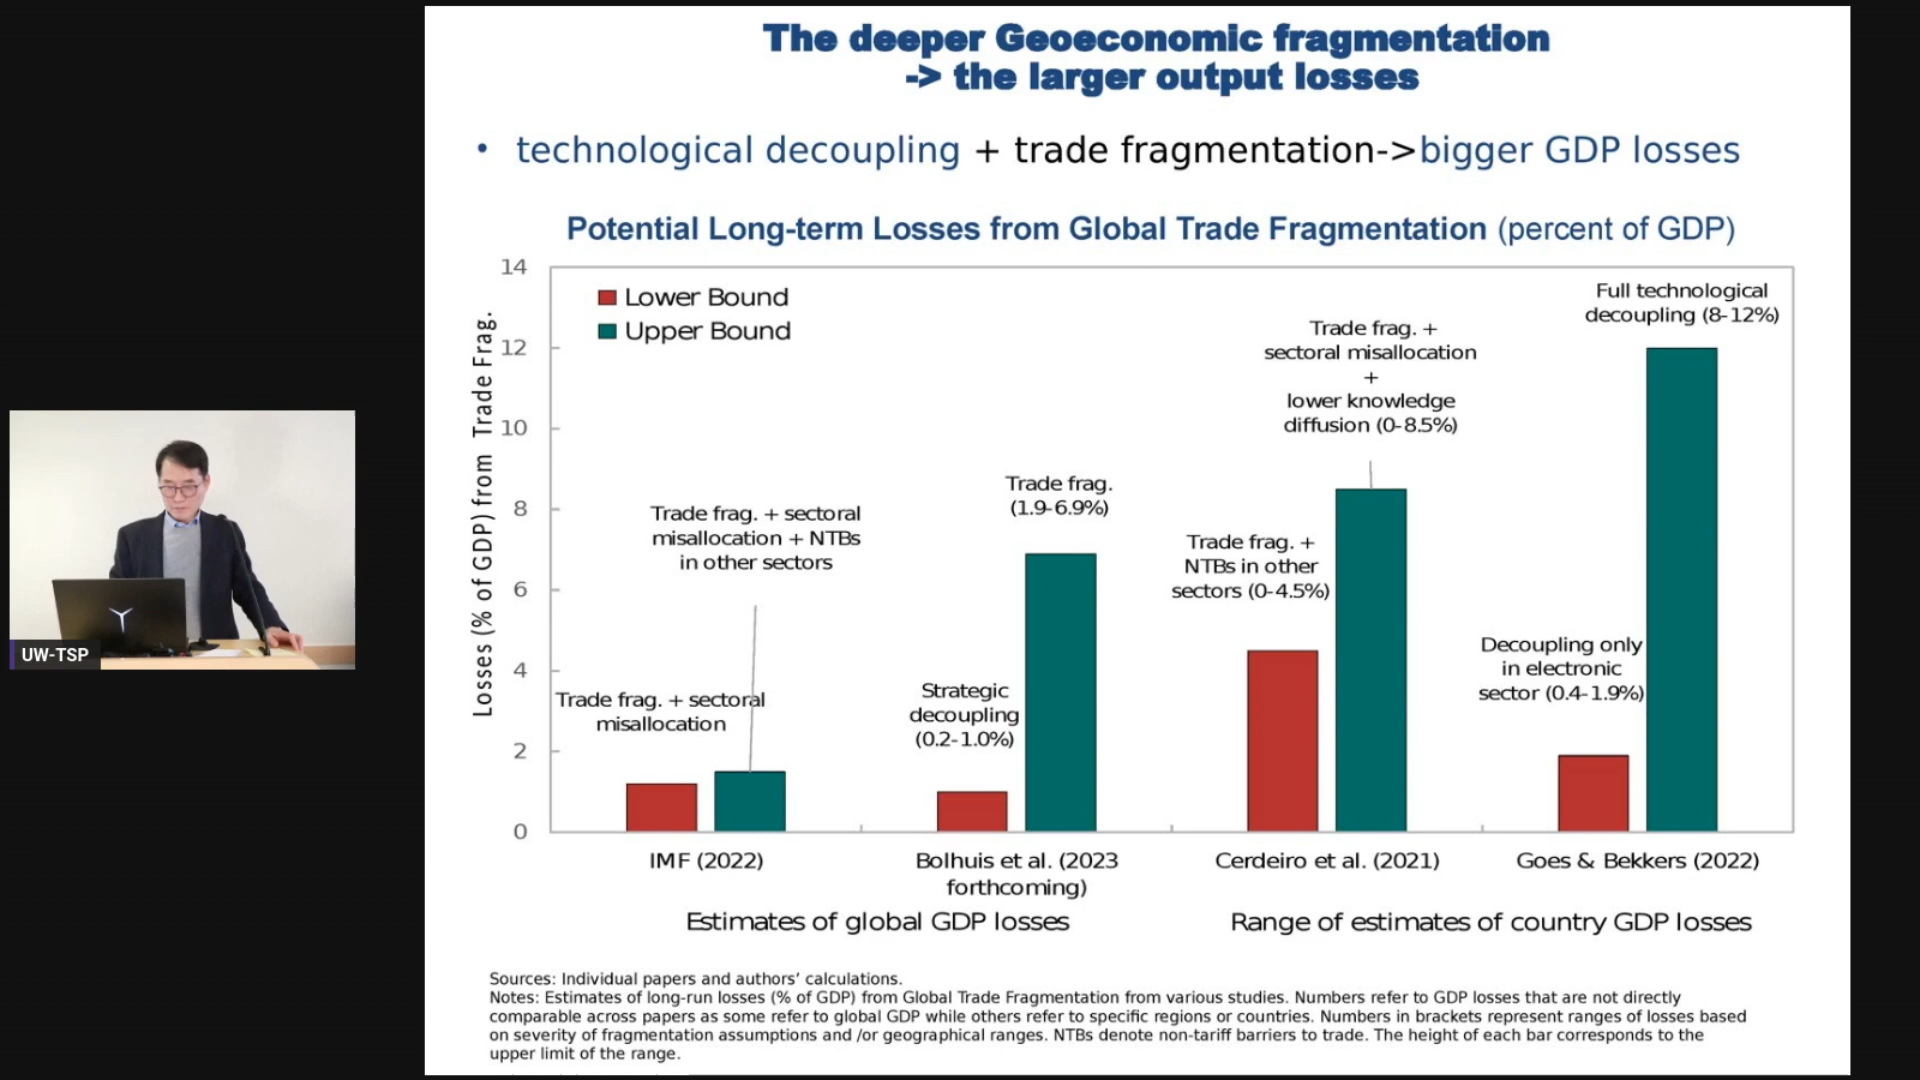 The deeper Geoeconomic fragmentation
-> the larger output losses
• technological decoupling + trade fragmentation->bigger GDP losses
Potential Long-term Losses from Global Trade Fragmentation (percent of GDP)
Losses (% of GDP) from Trade Frag.
14
12
10
8
6
4
2
0
Lower Bound
Upper Bound
Trade frag. + sectoral
misallocation
Trade frag. + sectoral
misallocation + NTBs
in other sectors
Strategic
decoupling
(0.2-1.0%)
Trade frag.
(1.9-6.9%)
Trade frag. +
NTBs in other
sectors (0-4.5%)
Trade frag. +
sectoral misallocation
+
lower knowledge
diffusion (0-8.5%)
Decoupling only
in electronic
sector (0.4-1.9%)
Full technological
decoupling (8-12%)
IMF (2022)
Bolhuis et al. (2023
forthcoming)
Cerdeiro et al. (2021)
Goes & Bekkers (2022)
Estimates of global GDP losses
Range of estimates of country GDP losses
Sources: Individual papers and authors’ calculations.
Notes: Estimates of long-run losses (% of GDP) from Global Trade Fragmentation from various studies. Numbers refer to GDP losses that are not directly
comparable across papers as some refer to global GDP while others refer to specific regions or countries. Numbers in brackets represent ranges of losses based
on severity of fragmentation assumptions and /or geographical ranges. NTBs denote non-tariff barriers to trade. The height of each bar corresponds to the
upper limit of the range.
UW-TSP